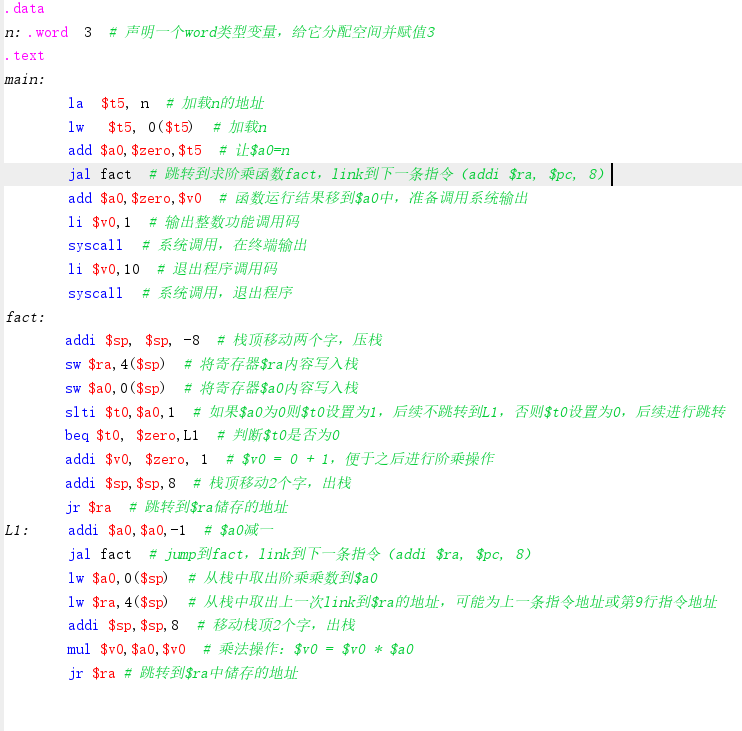 .data
n: .word  3  # 声明一个word类型变量，给它分配空间并赋值3
.text
main:
la  $t5, n  # 加载n的地址
lw   $t5, 0($t5)  # 加载n
add $a0,$zero,$t5  # 让$a0=n
jal fact  # 跳转到求阶乘函数fact，link到下一条指令（addi $ra, $pc, 8）
add $a0,$zero,$v0  # 函数运行结果移到$a0中，准备调用系统输出
li $v0,1  # 输出整数功能调用码
syscall  # 系统调用，在终端输出
li $v0,10  # 退出程序调用码
syscall  # 系统调用，退出程序
fact:
addi $sp, $sp, -8  # 栈顶移动两个字，压栈
sw $ra,4($sp)  # 将寄存器$ra内容写入栈
sw $a0,0($sp)  # 将寄存器$a0内容写入栈
slti $t0,$a0,1  # 如果$a0为0则$t0设置为1，后续不跳转到L1，否则$t0设置为0，后续进行跳转
beq $t0, $zero,L1  # 判断$t0是否为0
addi $v0, $zero, 1  # $v0 = 0 + 1，便于之后进行阶乘操作
addi $sp,$sp,8  # 栈顶移动2个字，出栈
jr $ra  # 跳转到$ra储存的地址
L1:  addi $a0,$a0,-1  # $a0减一
jal fact  # jump到fact，link到下一条指令（addi $ra, $pc, 8）
lw $a0,0($sp)  # 从栈中取出阶乘乘数到$a0
lw $ra,4($sp)  # 从栈中取出上一次link到$ra的地址，可能为上一条指令地址或第9行指令地址
addi $sp,$sp,8  # 移动栈顶2个字，出栈
mul $v0,$a0,$v0  # 乘法操作：$v0 = $v0 * $a0
jr $ra # 跳转到$ra中储存的地址